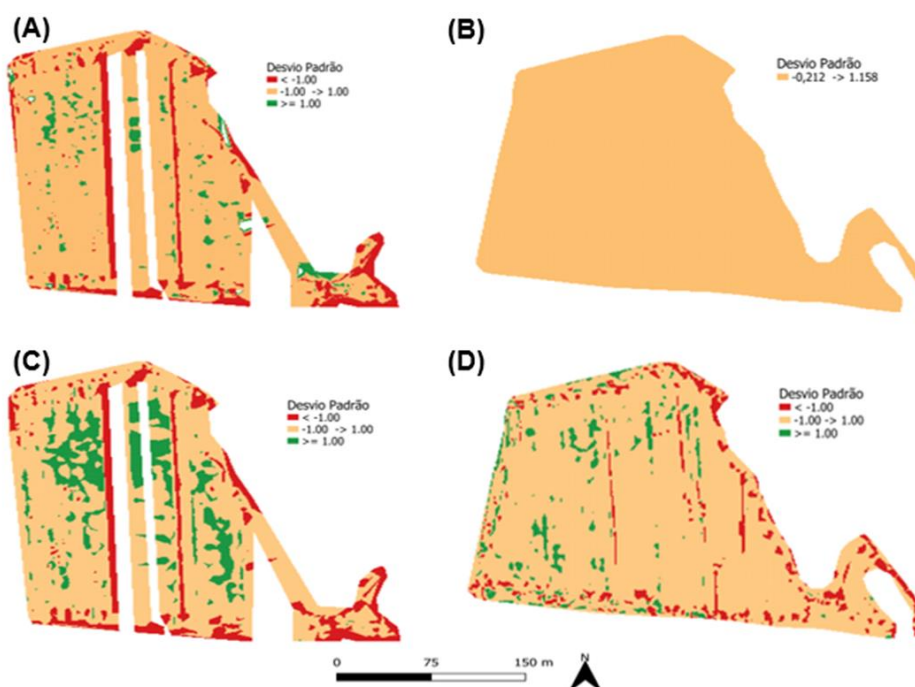 (A)
Desvio Padrão
< -1.00
-1.00 -> 1.00
>= 1.00
(B)
Desvio Padrão
-0,212 -> 1.158
(C)
Desvio Padrão
< -1.00
-1.00 -> 1.00
>= 1.00
(D)
Desvio Padrão
< -1.00
-1.00 -> 1.00
>= 1.00
0 75 150 m
N